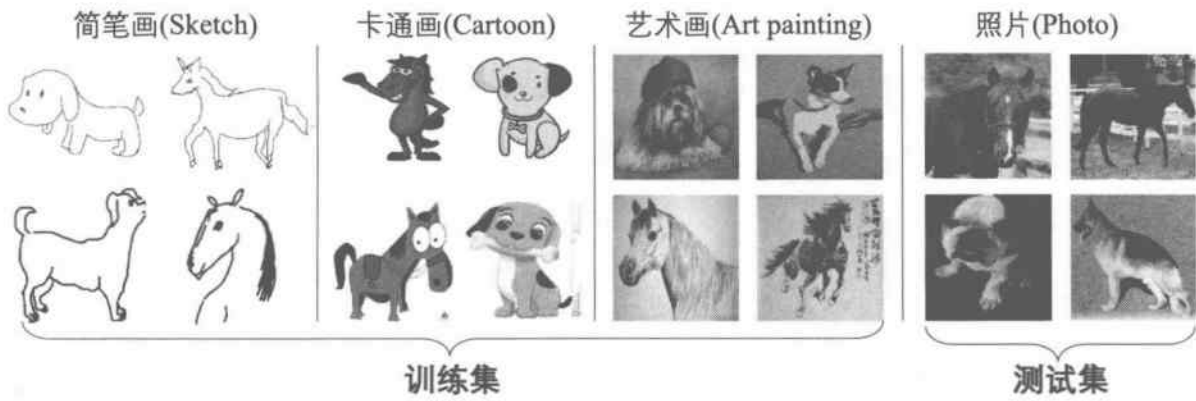 简笔画(Sketch)
卡通画(Cartoon)
艺术画(Art painting)
照片(Photo)
训练集
测试集